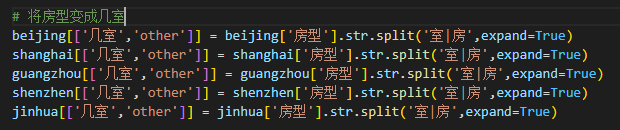 # 将房型变成几室
beijing[['几室','other']] = beijing['房型'].str.split('室|房',expand=True)
shanghai[['几室','other']] = shanghai['房型'].str.split('室|房',expand=True)
guangzhou[['几室','other']] = guangzhou['房型'].str.split('室|房',expand=True)
shenzhen[['几室','other']] = shenzhen['房型'].str.split('室|房',expand=True)
jinhua[['几室','other']] = jinhua['房型'].str.split('室|房',expand=True)